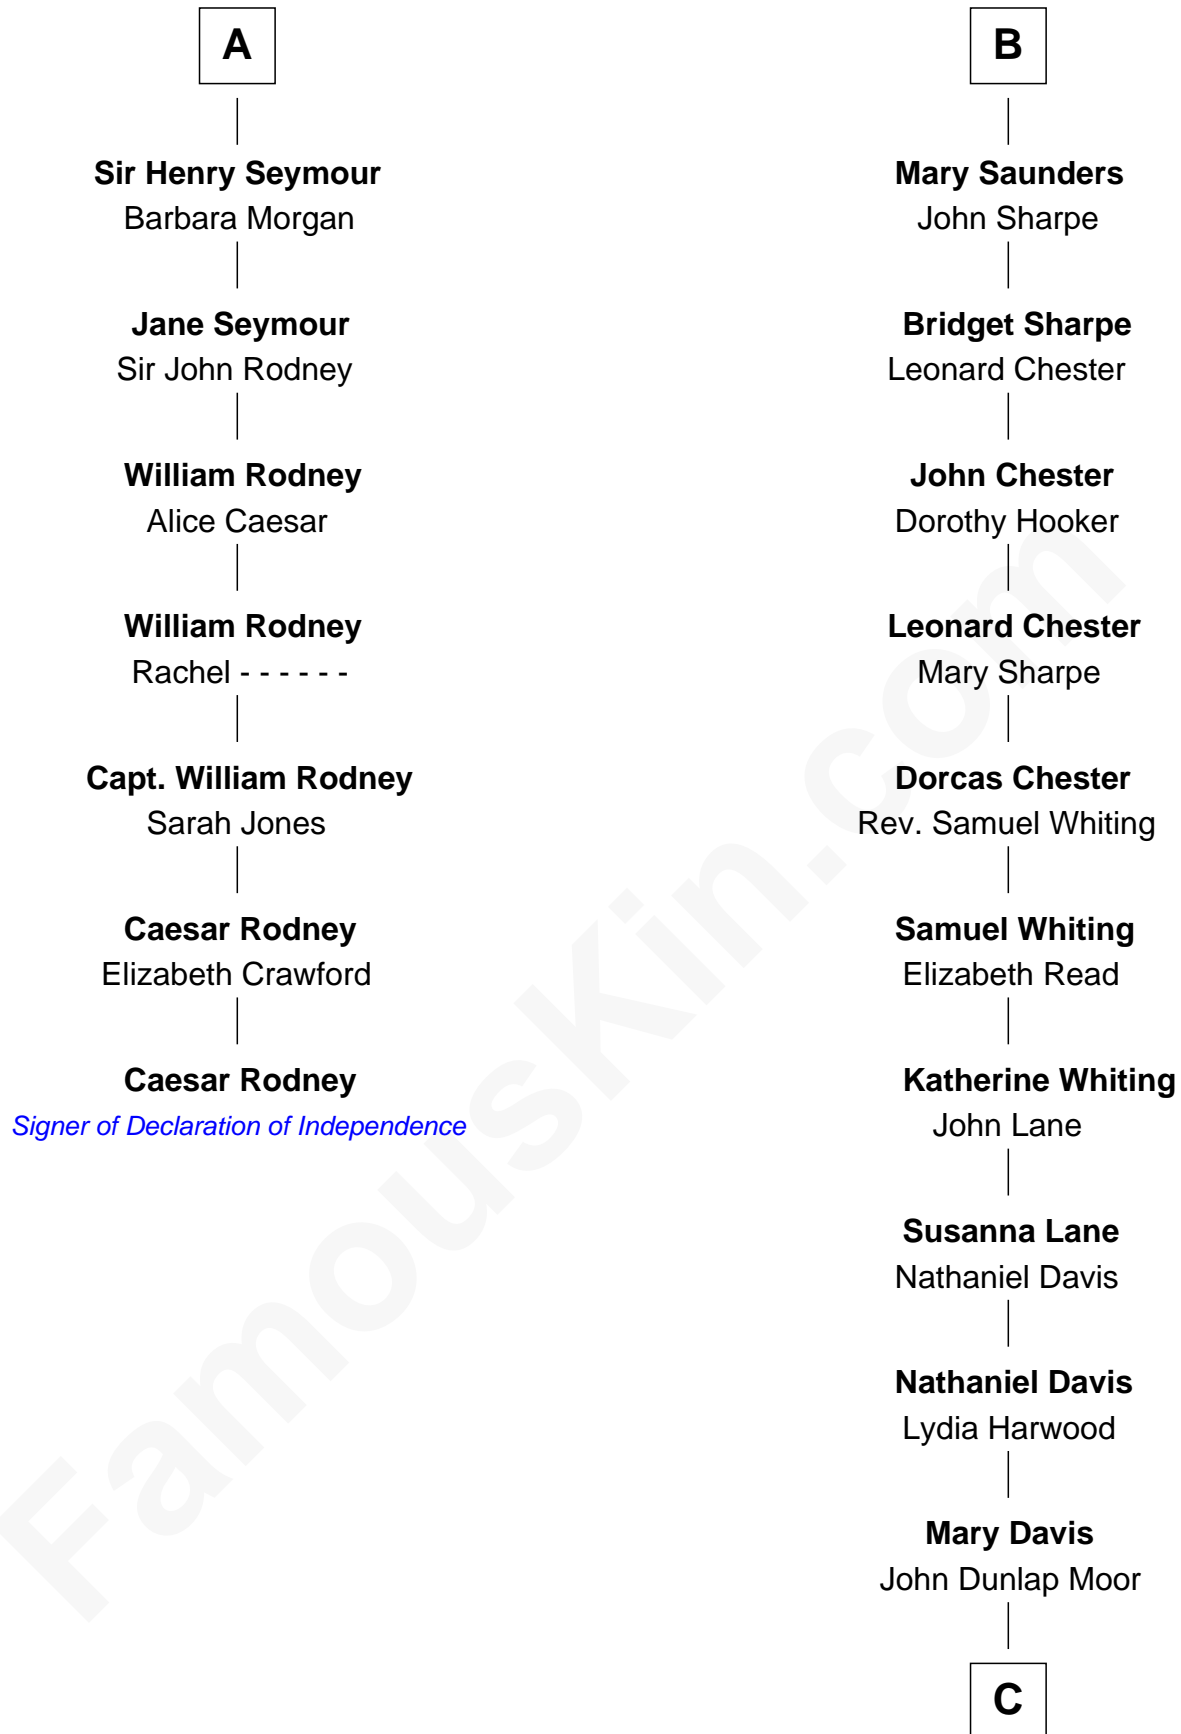 A
Sir Henry Seymour
Barbara Morgan
Jane Seymour
Sir John Rodney
William Rodney
Alice Caesar
William Rodney
Rachel - - - - - -
Capt. William Rodney
Sarah Jones
Caesar Rodney
Elizabeth Crawford
Caesar Rodney
Signer of Declaration of Independence
B
Mary Saunders
John Sharpe
Bridget Sharpe
Leonard Chester
John Chester
Dorothy Hooker
Leonard Chester
Mary Sharpe
Dorcas Chester
Rev. Samuel Whiting
Samuel Whiting
Elizabeth Read
Katherine Whiting
John Lane
Susanna Lane
Nathaniel Davis
Nathaniel Davis
Lydia Harwood
Mary Davis
John Dunlap Moor
C
FamousKin.com